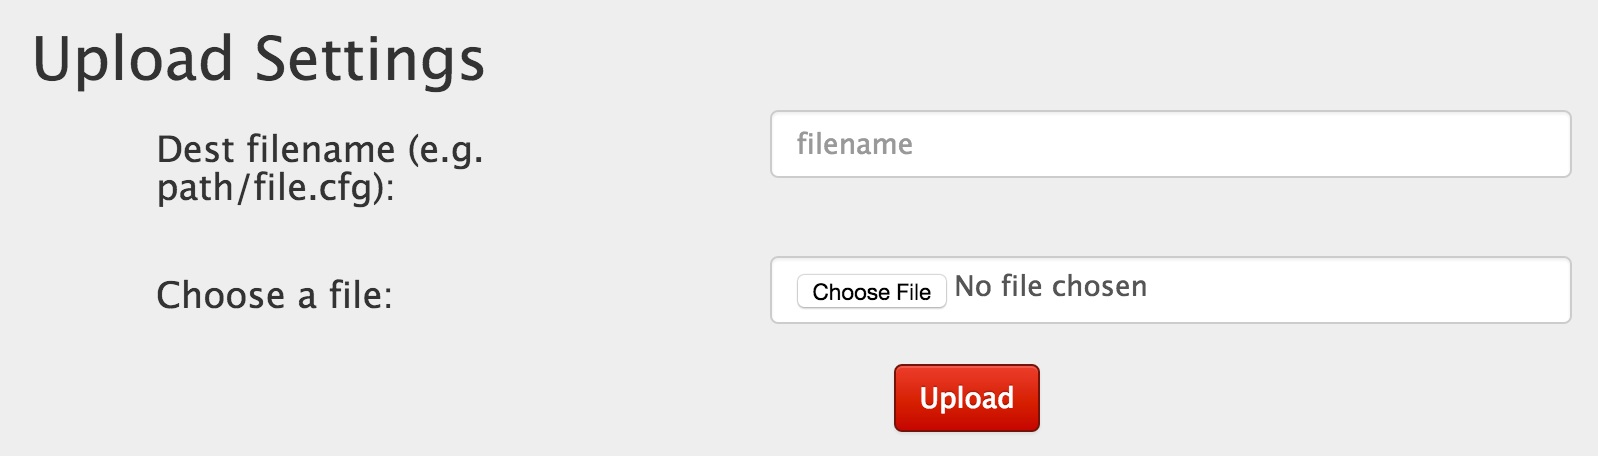 Upload Settings
Dest filename (e.g.
path/file.cfg):
filename
Choose a file:
Choose File No file chosen
Upload